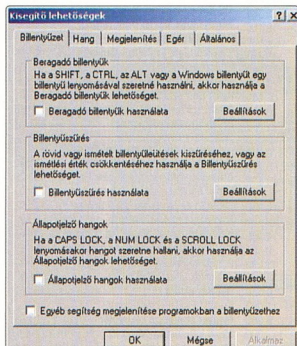 Kisegítő lehetőségek
Billentyűzet Hang Megjelenítés Egér Általános
Beragadó billentyűk
Ha a SHIFT, a CTRL, az ALT vagy a Windows billentyűt egy
billentyű lenyomásával szeretné használni, akkor használja a
Beragadó billentyűk lehetőséget.
Beragadó billentyűk használata Beállítások
Billentyűszűrés
A rövid vagy ismételt billentyűleütések kiszűréséhez, vagy az
ismétlési érték csökkentéséhez használja a Billentyűszűrés
lehetőséget.
Billentyűszűrés használata Beállítások
Állapotjelző hangok
Ha a CAPS LOCK, a NUM LOCK és a SCROLL LOCK
lenyomásakor hangot szeretne hallani, akkor használja az
Állapotjelző hangok lehetőséget.
Állapotjelző hangok használata Beállítások
Egyéb segítség megjelenítése programokban a billentyűzethez
OK Mégse Alkalmaz